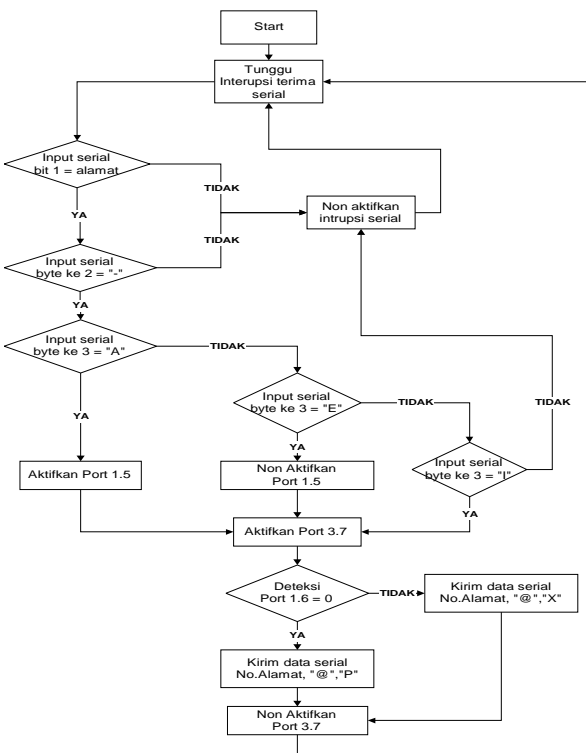 Start
Tunggu
Interupsi terima
serial
Input serial
bit 1 = alamat
TIDAK
YA
Non aktifkan
intrupsi serial
TIDAK
Input serial
byte ke 2 = "-"
YA
Input serial
byte ke 3 = "A"
TIDAK
YA
Input serial
byte ke 3 = "E"
TIDAK
TIDAK
YA
Input serial
byte ke 3 = "I"
Aktifkan Port 1.5
Non Aktifkan
Port 1.5
YA
Aktifkan Port 3.7
Deteksi
Port 1.6 = 0
TIDAK
Kirim data serial
No.Alamat, "@","X"
YA
Kirim data serial
No.Alamat, "@","P"
Non Aktifkan
Port 3.7